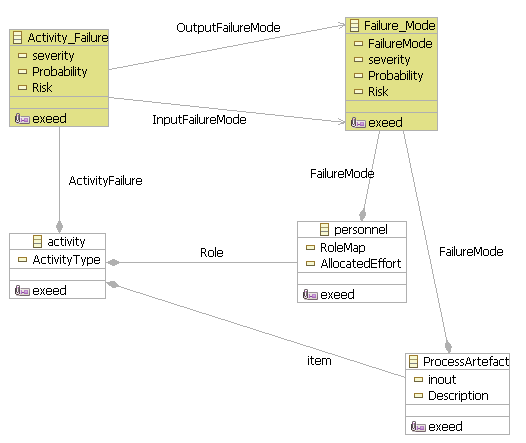 Activity_Failure
severity
Probability
Risk
exeed
OutputFailureMode
InputFailureMode
Failure_Mode
FailureMode
severity
Probability
Risk
exeed
ActivityFailure
FailureMode
FailureMode
activity
ActivityType
exeed
Role
personnel
RoleMap
AllocatedEffort
exeed
item
ProcessArtefact
inout
Description
exeed